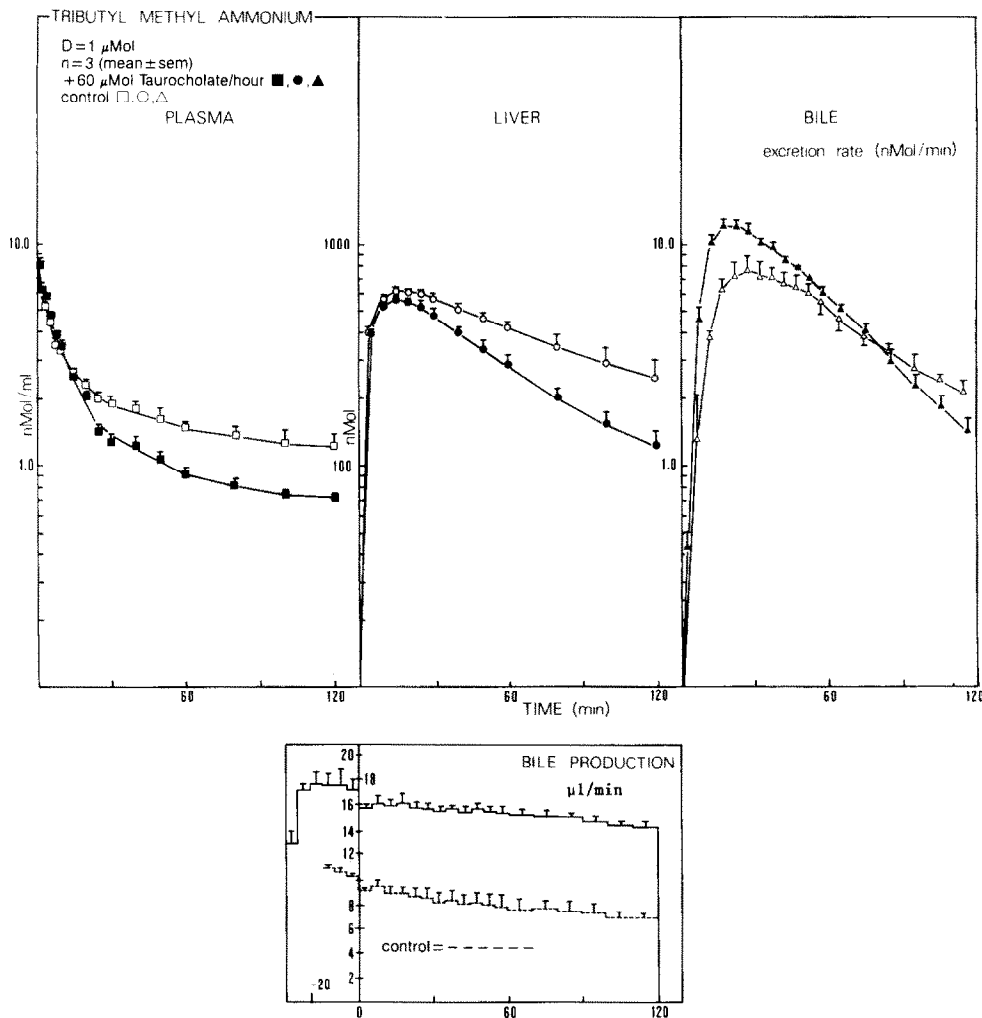 TRIBUTYL METHYL AMMONIUM
D = 1 µMol
n = 3 (mean ± sem)
+ 60 µMol Taurocholate/hour ■, ●, ▲
control □, ○, △
PLASMA
LIVER
BILE
excretion rate (nMol/min)
10.0
1.0
nMol/ml
1000
100
nMol
10.0
1.0
60
120
60
120
60
120
TIME (min)
BILE PRODUCTION
µl/min
20
18
16
14
12
8
6
4
2
control = - - - - - - - -
-20
0
60
120